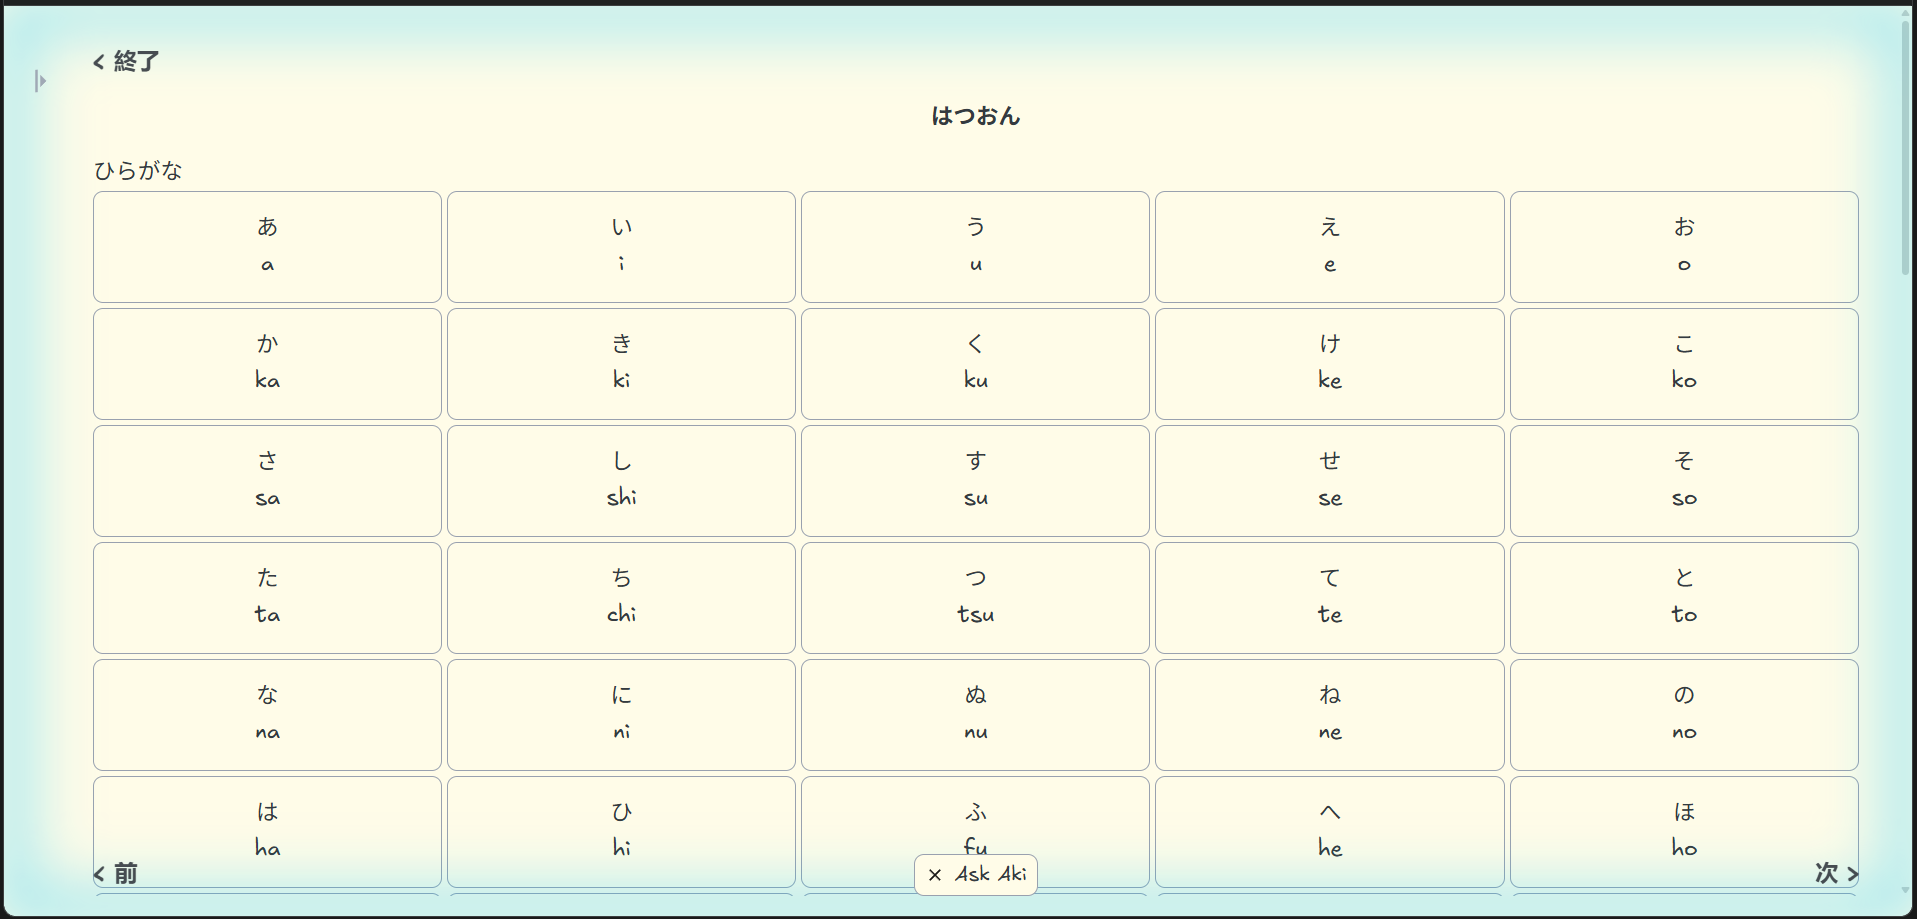 < 終了
はつおん
ひらがな
あ い う え お
a i u e o
か き く け こ
ka ki ku ke ko
さ し す せ そ
sa shi su se so
た ち つ て と
ta chi tsu te to
な に ぬ ね の
na ni nu ne no
は ひ ふ へ ほ
ha hi fu he ho
< 前 × Ask Aki 次 >